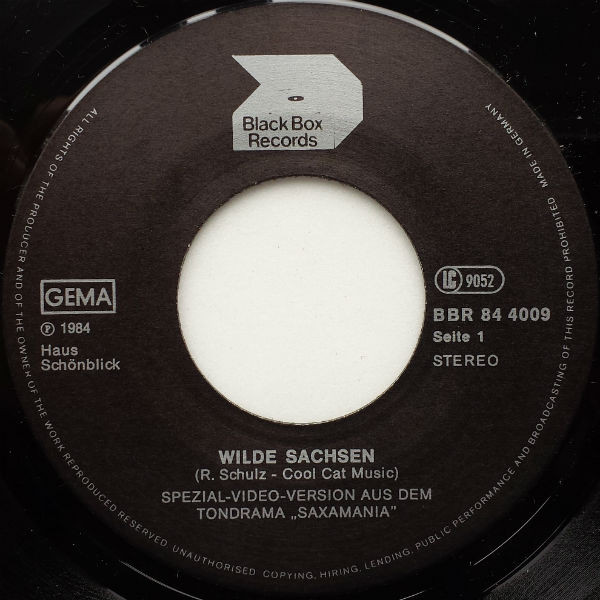 Black Box
Records
GEMA
℗ 1984
Haus
Schönblick
LC 9052
BBR 84 4009
Seite 1
STEREO
WILDE SACHSEN
(R. Schulz - Cool Cat Music)
SPEZIAL-VIDEO-VERSION AUS DEM
TONDRAMA „SAXAMANIA”
ALL RIGHTS OF THE PRODUCER AND OF THE OWNER OF THE WORK REPRODUCED RESERVED UNAUTHORISED COPYING, HIRING, LENDING, PUBLIC PERFORMANCE AND BROADCASTING OF THIS RECORD PROHIBITED MADE IN GERMANY